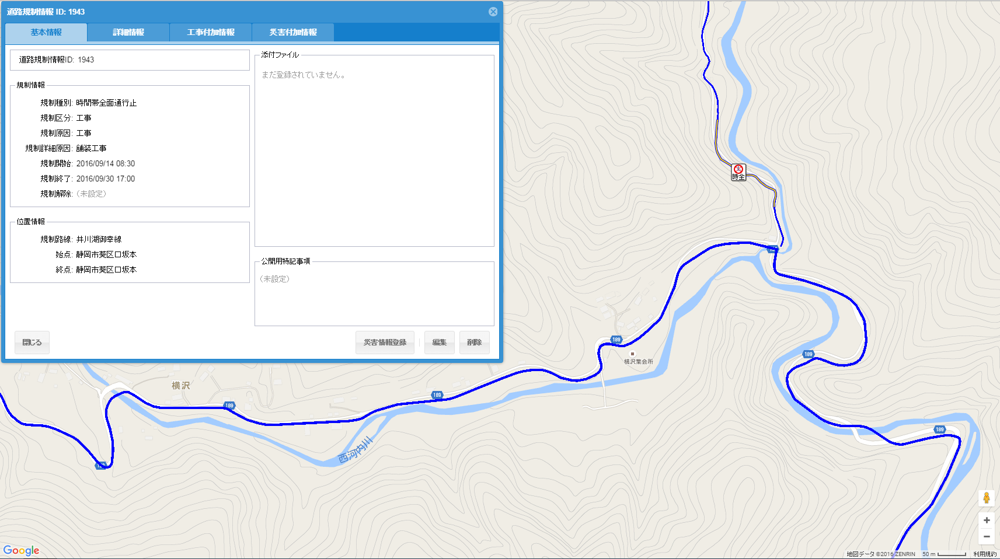 道路規制情報 ID: 1943
基本情報
詳細情報
工事付加情報
災害付加情報
道路規制情報ID: 1943
規制情報
規制種別: 時間帯全面通行止
規制区分: 工事
規制原因: 工事
規制詳細原因: 舗装工事
規制開始: 2016/09/14 08:30
規制終了: 2016/09/30 17:00
規制解除: (未設定)
位置情報
規制路線: 井川湖御幸線
始点: 静岡市葵区口坂本
終点: 静岡市葵区口坂本
添付ファイル
まだ登録されていません。
公開用特記事項
(未設定)
閉じる
災害情報登録
編集
削除
時全
189
横沢集会所
189
横沢
189
189
189
西河内川
Google
地図データ ©2016 ZENRIN
50 m
利用規約